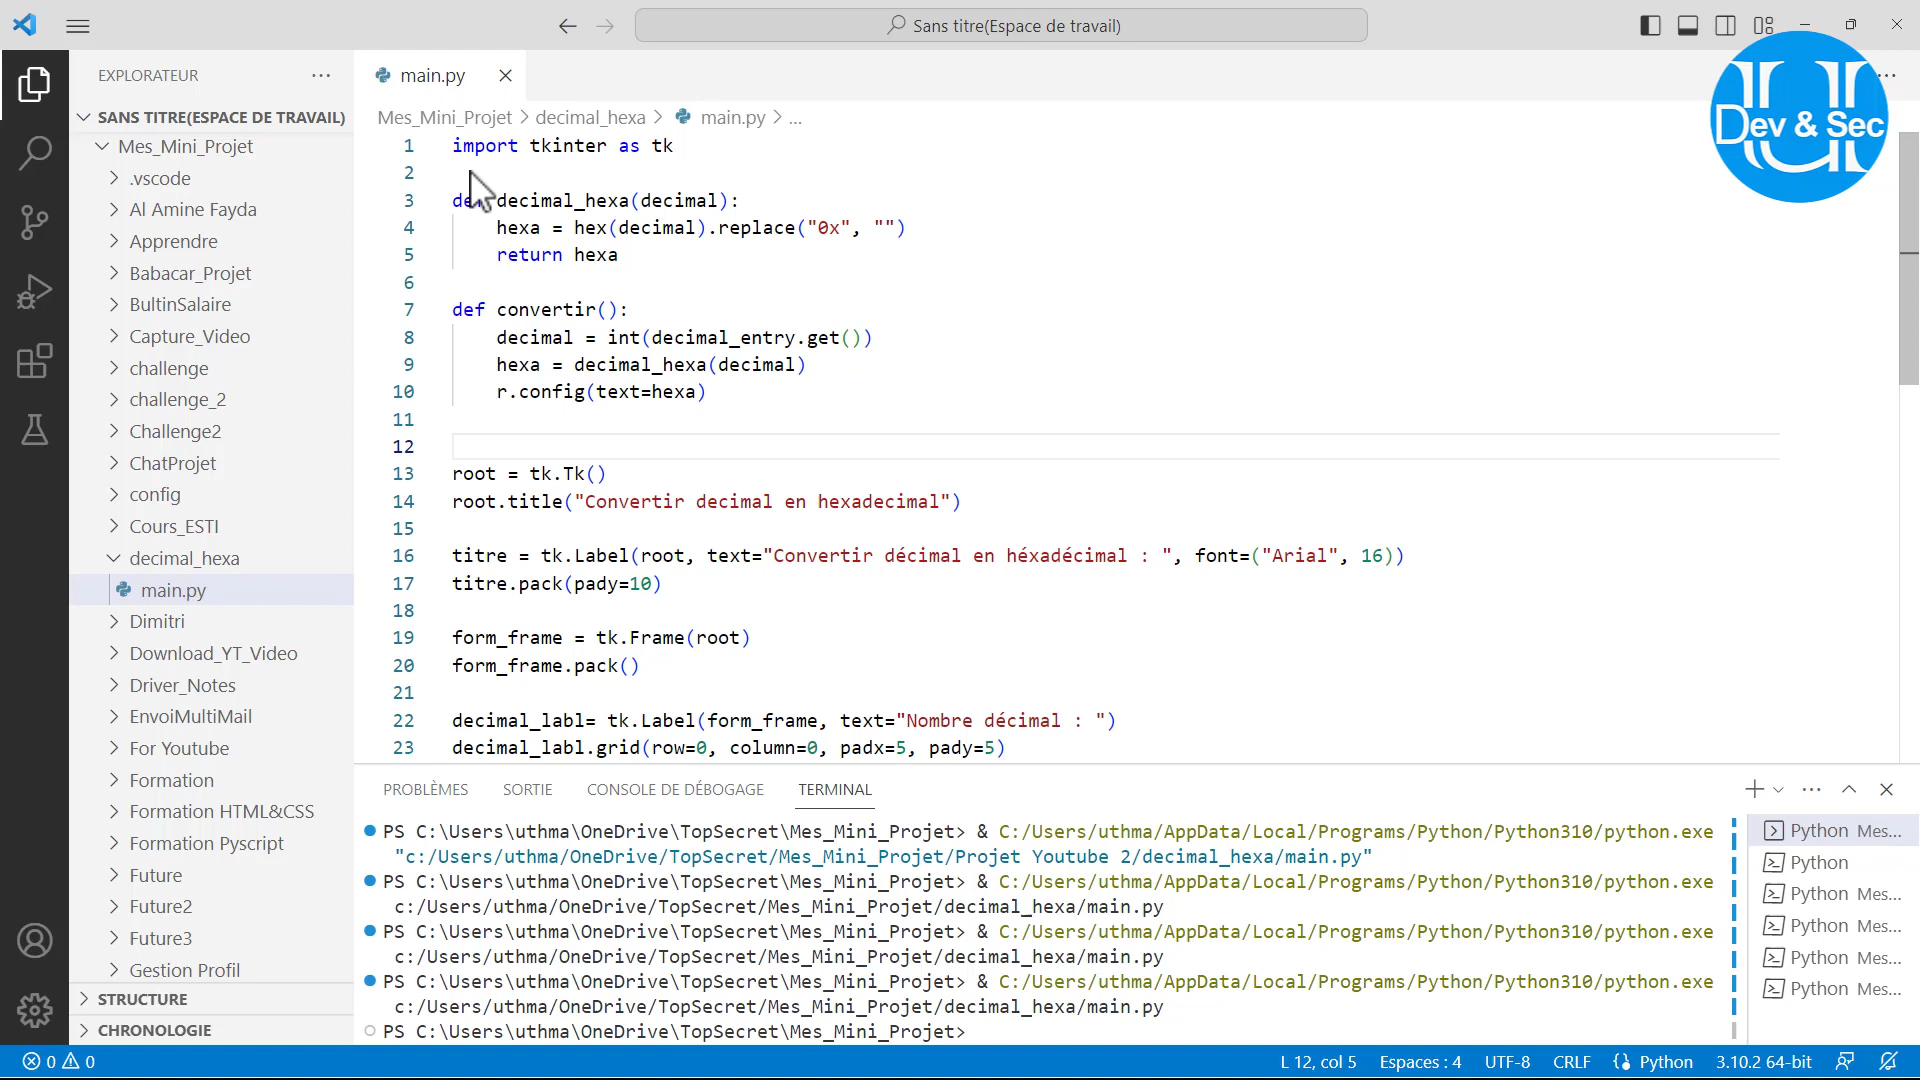 Sans titre(Espace de travail)
Dev & Sec
EXPLORATEUR
SANS TITRE(ESPACE DE TRAVAIL)
Mes_Mini_Projet
.vscode
Al Amine Fayda
Apprendre
Babacar_Projet
BultinSalaire
Capture_Video
challenge
challenge_2
Challenge2
ChatProjet
config
Cours_ESTI
decimal_hexa
main.py
Dimitri
Download_YT_Video
Driver_Notes
EnvoiMultiMail
For Youtube
Formation
Formation HTML&CSS
Formation Pyscript
Future
Future2
Future3
Gestion Profil
STRUCTURE
CHRONOLOGIE
main.py
Mes_Mini_Projet > decimal_hexa > main.py > ...
1 import tkinter as tk
2
3 def decimal_hexa(decimal):
4 hexa = hex(decimal).replace("0x", "")
5 return hexa
6
7 def convertir():
8 decimal = int(decimal_entry.get())
9 hexa = decimal_hexa(decimal)
10 r.config(text=hexa)
11
12
13 root = tk.Tk()
14 root.title("Convertir decimal en hexadecimal")
15
16 titre = tk.Label(root, text="Convertir décimal en héxadécimal : ", font=("Arial", 16))
17 titre.pack(pady=10)
18
19 form_frame = tk.Frame(root)
20 form_frame.pack()
21
22 decimal_labl= tk.Label(form_frame, text="Nombre décimal : ")
23 decimal_labl.grid(row=0, column=0, padx=5, pady=5)
PROBLÈMES SORTIE CONSOLE DE DÉBOGAGE TERMINAL
PS C:\Users\uthma\OneDrive\TopSecret\Mes_Mini_Projet> & C:/Users/uthma/AppData/Local/Programs/Python/Python310/python.exe
"c:/Users/uthma/OneDrive/TopSecret/Mes_Mini_Projet/Projet Youtube 2/decimal_hexa/main.py"
PS C:\Users\uthma\OneDrive\TopSecret\Mes_Mini_Projet> & C:/Users/uthma/AppData/Local/Programs/Python/Python310/python.exe
c:/Users/uthma/OneDrive/TopSecret/Mes_Mini_Projet/decimal_hexa/main.py
PS C:\Users\uthma\OneDrive\TopSecret\Mes_Mini_Projet> & C:/Users/uthma/AppData/Local/Programs/Python/Python310/python.exe
c:/Users/uthma/OneDrive/TopSecret/Mes_Mini_Projet/decimal_hexa/main.py
PS C:\Users\uthma\OneDrive\TopSecret\Mes_Mini_Projet> & C:/Users/uthma/AppData/Local/Programs/Python/Python310/python.exe
c:/Users/uthma/OneDrive/TopSecret/Mes_Mini_Projet/decimal_hexa/main.py
PS C:\Users\uthma\OneDrive\TopSecret\Mes_Mini_Projet>
Python Mes...
Python
Python Mes...
Python Mes...
Python Mes...
Python Mes...
0 0 L 12, col 5 Espaces : 4 UTF-8 CRLF Python 3.10.2 64-bit